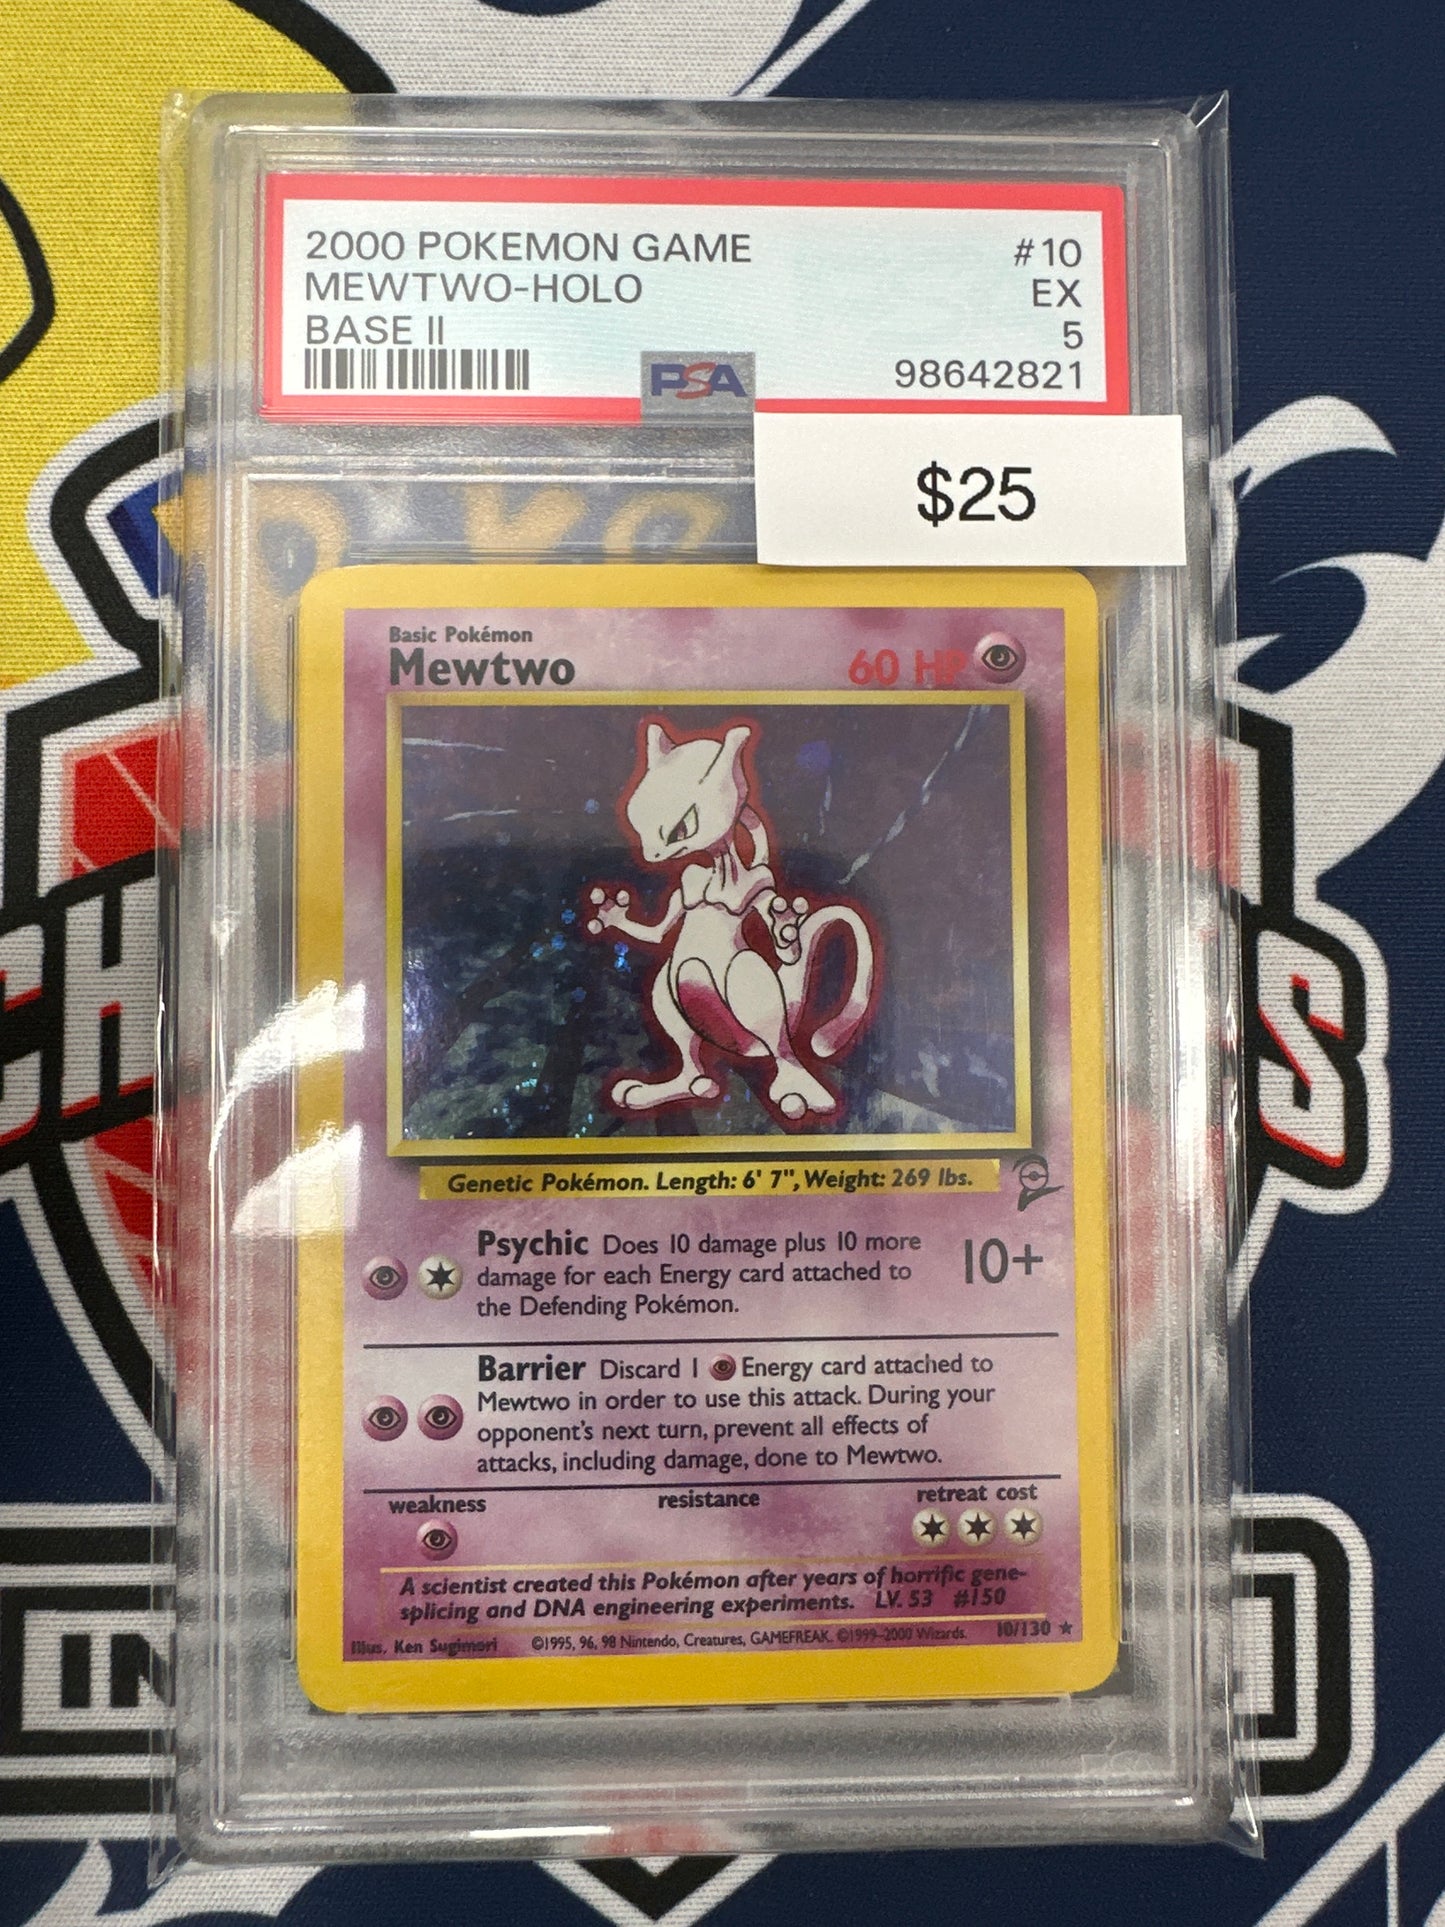 2000 POKEMON GAME
MEWTWO-HOLO
BASE II
#10
EX
5
98642821
PSA
$25
Basic Pokémon
Mewtwo
60 HP
Genetic Pokémon. Length: 6' 7", Weight: 269 lbs.
Psychic Does 10 damage plus 10 more
damage for each Energy card attached to
the Defending Pokémon.
10+
Barrier Discard 1 Energy card attached to
Mewtwo in order to use this attack. During your
opponent's next turn, prevent all effects of
attacks, including damage, done to Mewtwo.
weakness
resistance
retreat cost
A scientist created this Pokémon after years of horrific gene-
splicing and DNA engineering experiments. LV. 53 #150
Illus. Ken Sugimori ©1995, 96, 98 Nintendo, Creatures, GAMEFREAK. ©1999-2000 Wizards. 10/130 ★